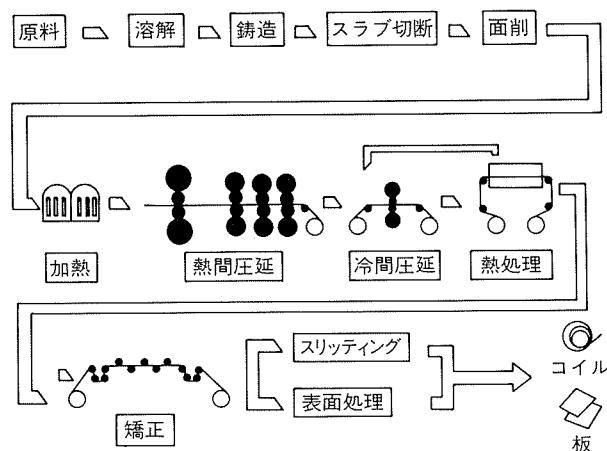 原料
溶解
鋳造
スラブ切断
面削
加熱
熱間圧延
冷間圧延
熱処理
矯正
スリッティング
表面処理
コイル
板